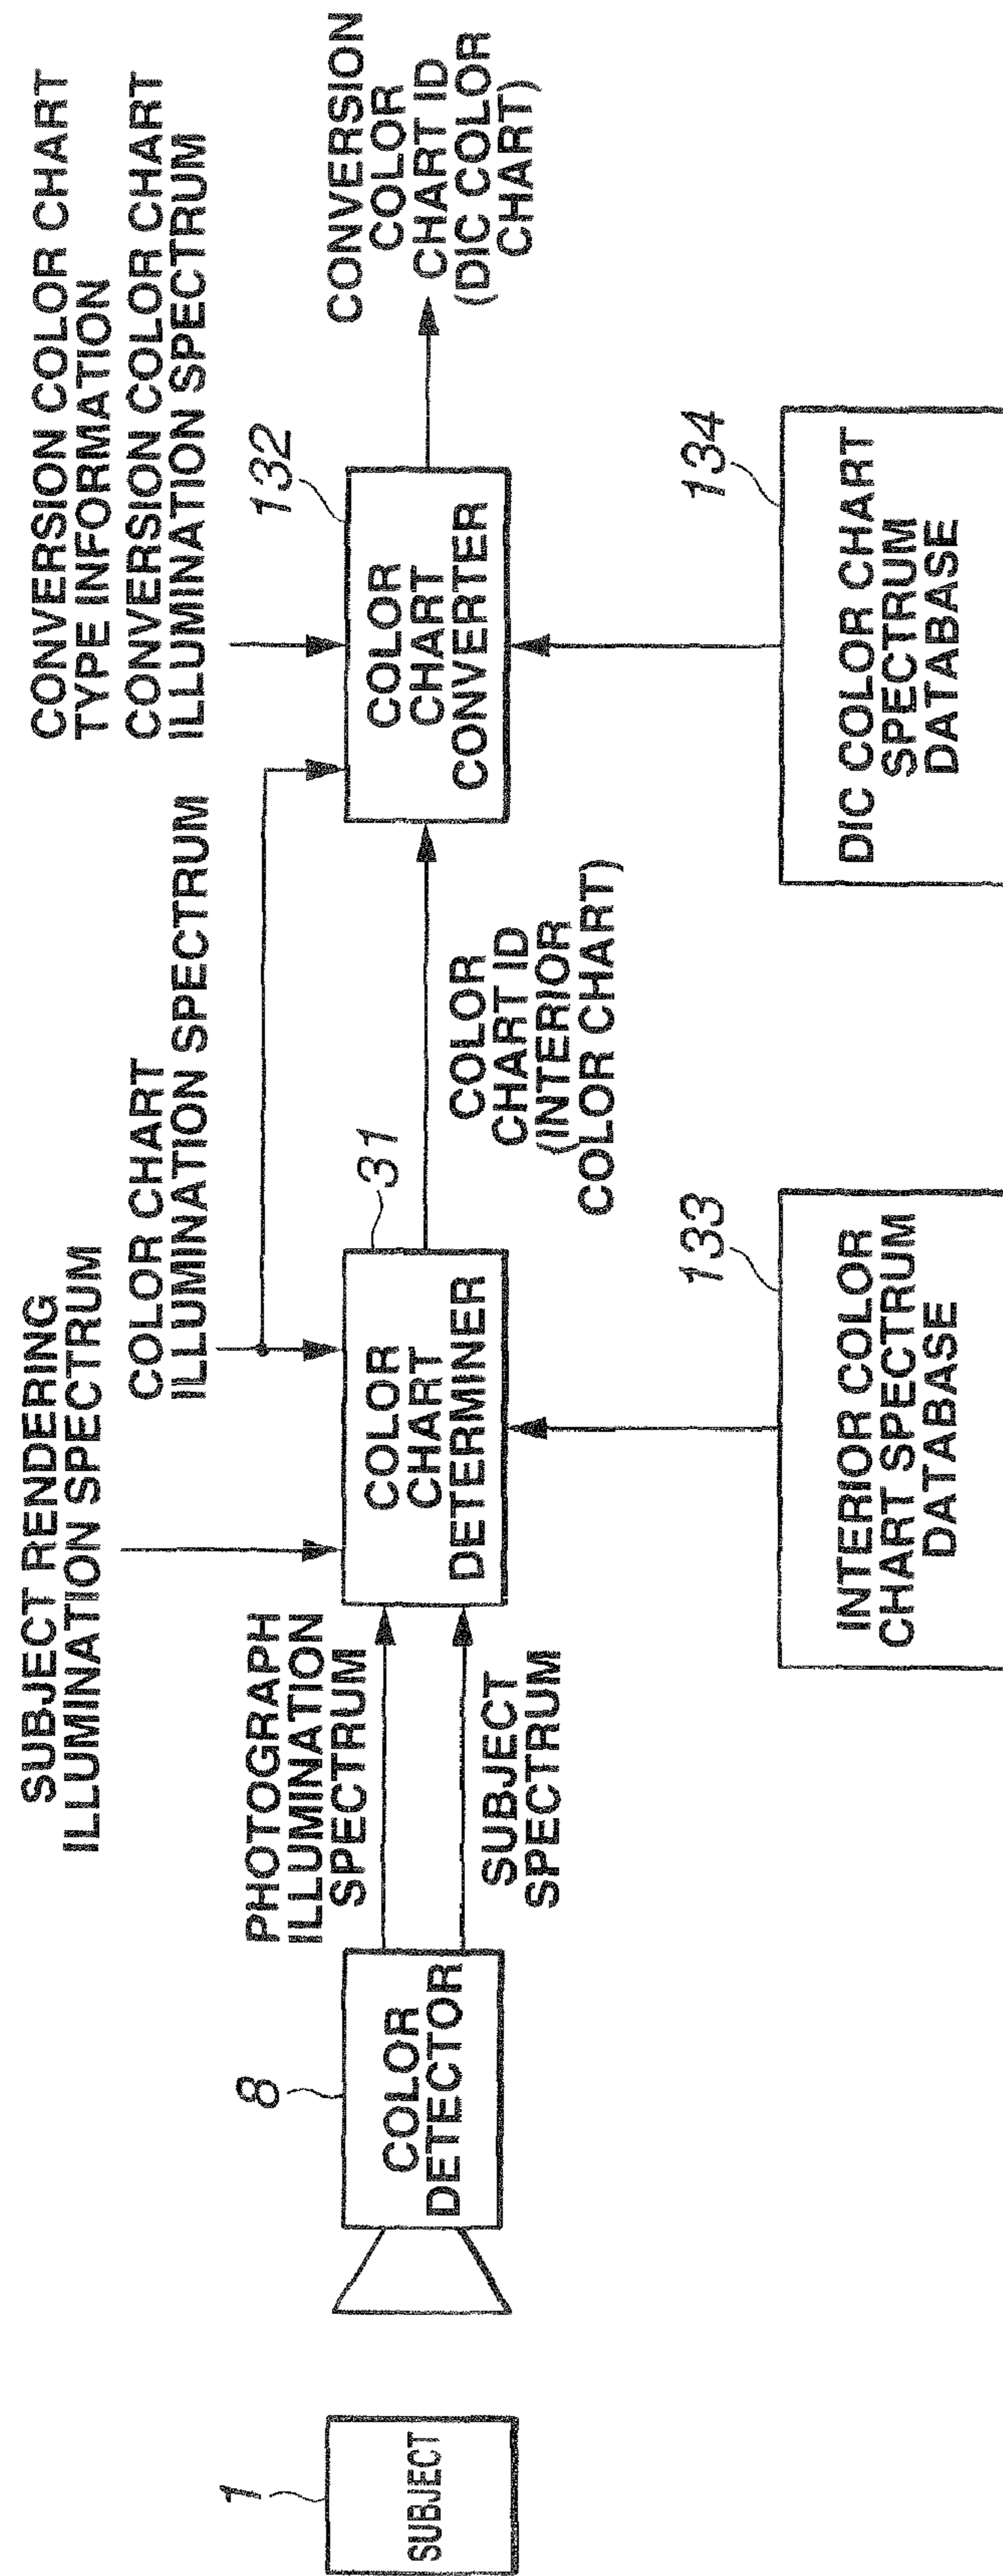 SUBJECT RENDERING
ILLUMINATION SPECTRUM
COLOR CHART
ILLUMINATION SPECTRUM
CONVERSION COLOR CHART
TYPE INFORMATION
CONVERSION COLOR CHART
ILLUMINATION SPECTRUM
1
SUBJECT
8
COLOR
DETECTOR
PHOTOGRAPH
ILLUMINATION
SPECTRUM
SUBJECT
SPECTRUM
31
COLOR
CHART
DETERMINER
COLOR
CHART ID
(INTERIOR
COLOR CHART)
132
COLOR
CHART
CONVERTER
CONVERSION
COLOR
CHART ID
(DIC COLOR
CHART)
133
INTERIOR COLOR
CHART SPECTRUM
DATABASE
134
DIC COLOR CHART
SPECTRUM
DATABASE